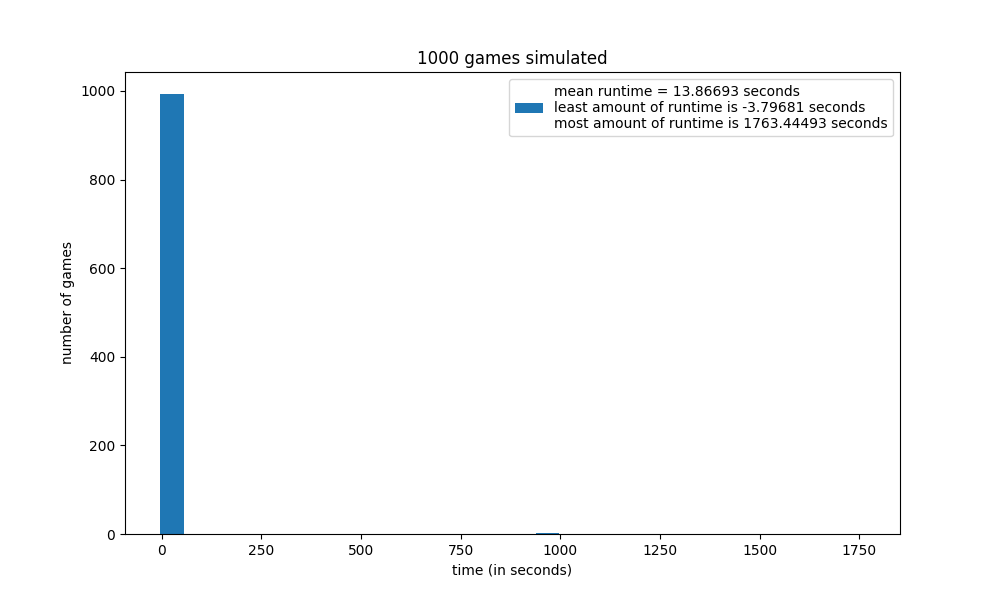 1000 games simulated
mean runtime = 13.86693 seconds
least amount of runtime is -3.79681 seconds
most amount of runtime is 1763.44493 seconds
1000
800
600
400
200
0
number of games
0 250 500 750 1000 1250 1500 1750
time (in seconds)